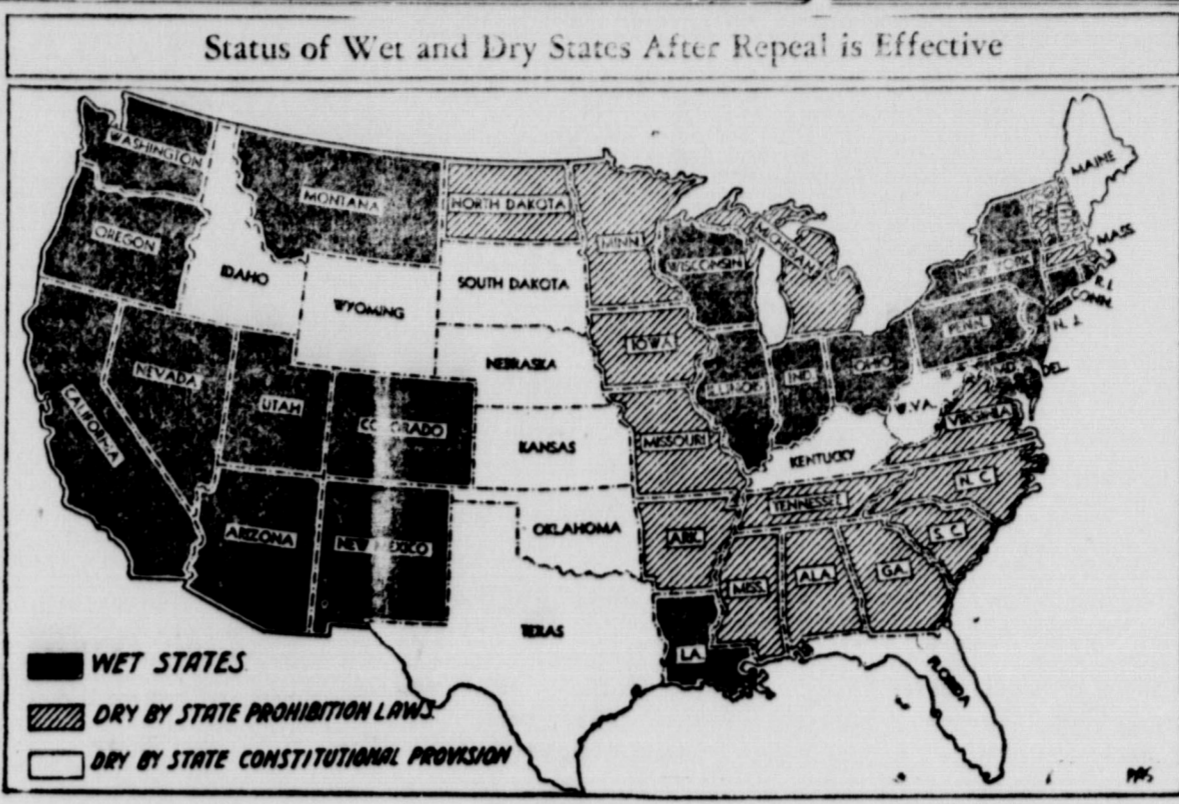 Status of Wet and Dry States After Repeal is Effective
WASHINGTON
MONTANA
NORTH DAKOTA
MINN.
MAINE
OREGON
IDAHO
WYOMING
SOUTH DAKOTA
WISCONSIN
MICHIGAN
NEW YORK
MASS.
R.I.
CONN.
NEVADA
UTAH
COLORADO
NEBRASKA
IOWA
ILLINOIS
IND.
OHIO
PENN.
N. J.
MD.
DEL.
CALIFORNIA
KANSAS
MISSOURI
KENTUCKY
W.VA.
VIRGINIA
ARIZONA
NEW MEXICO
OKLAHOMA
ARK.
TENNESSEE
N. C.
S. C.
TEXAS
LA.
MISS.
ALA.
GA.
FLORIDA
WET STATES
DRY BY STATE PROHIBITION LAWS.
DRY BY STATE CONSTITUTIONAL PROVISION